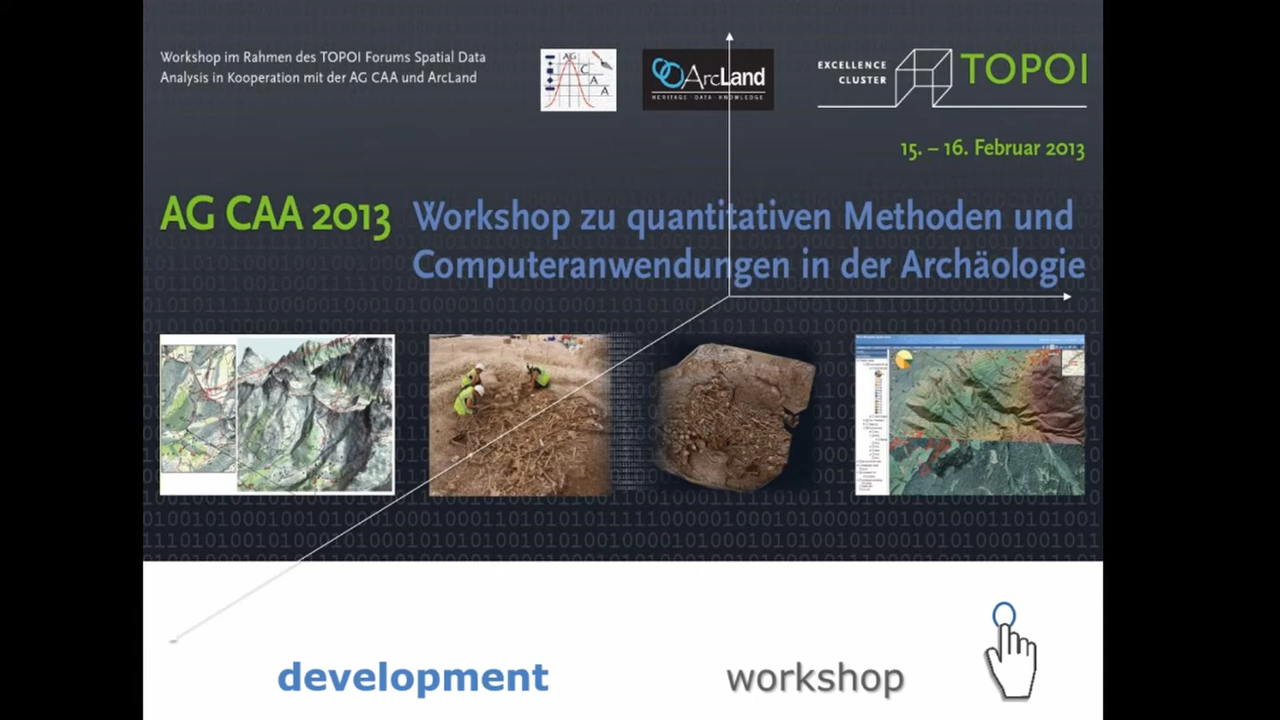 Workshop im Rahmen des TOPOI Forums Spatial Data
Analysis in Kooperation mit der AG CAA und ArcLand
AG
C
A
A
ArcLand
HERITAGE · DATA · KNOWLEDGE
EXCELLENCE
CLUSTER
TOPOI
15. – 16. Februar 2013
AG CAA 2013 Workshop zu quantitativen Methoden und
Computeranwendungen in der Archäologie
development workshop